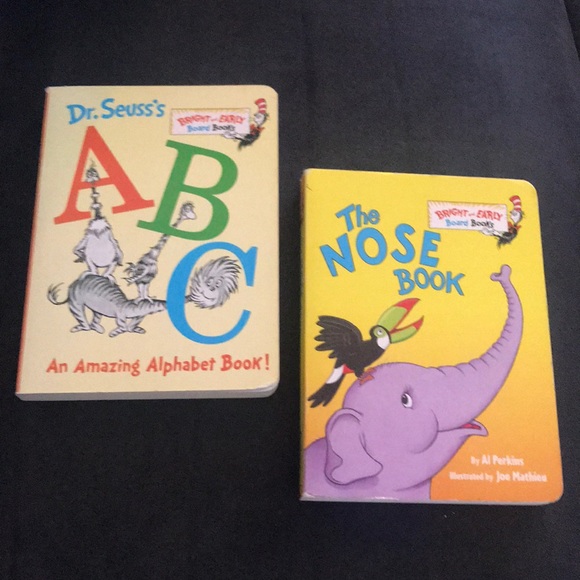 Dr. Seuss's
BRIGHT and EARLY
Board Books
A
B
C
An Amazing Alphabet Book!
BRIGHT and EARLY
Board Books
The
NOSE
BOOK
by Al Perkins
Illustrated by Joe Mathieu